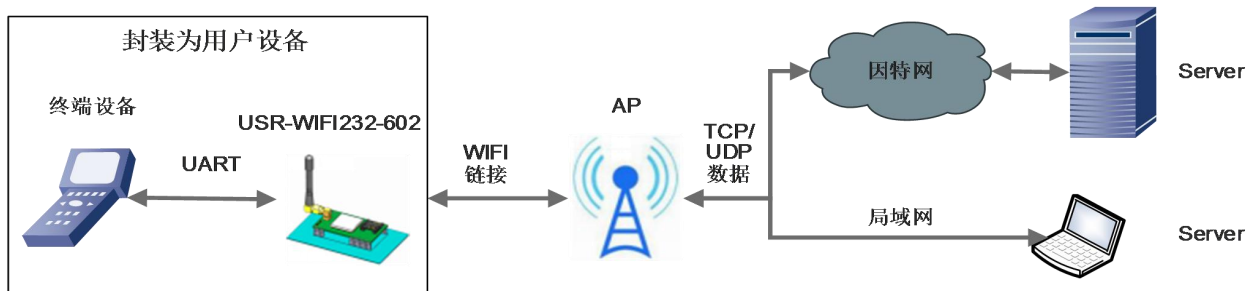 封装为用户设备
终端设备
USR-WIFI232-602
UART
WIFI
链接
AP
TCP/
UDP
数据
因特网
Server
局域网
Server